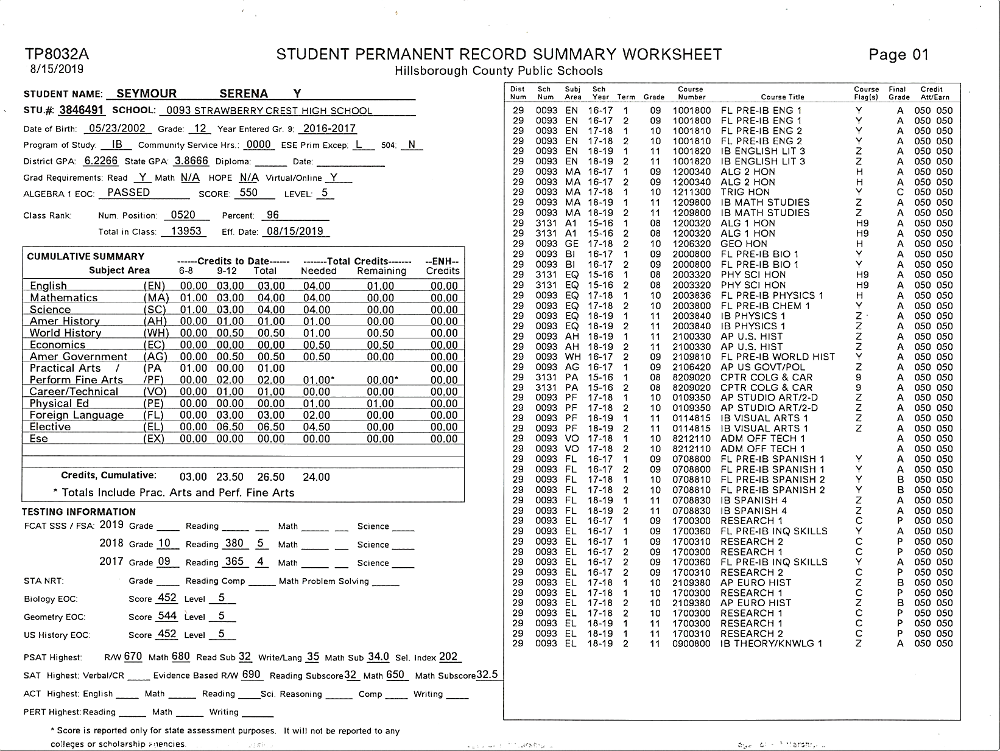 TP8032A
STUDENT PERMANENT RECORD SUMMARY WORKSHEET
Page 01
8/15/2019
Hillsborough County Public Schools
STUDENT NAME: SEYMOUR SERENA Y
STU.#: 3846491 SCHOOL: 0093 STRAWBERRY CREST HIGH SCHOOL
Date of Birth: 05/23/2002 Grade: 12 Year Entered Gr. 9: 2016-2017
Program of Study: IB Community Service Hrs.: 0000 ESE Prim Excep: L 504: N
District GPA: 6.2266 State GPA: 3.8666 Diploma: Date:
Grad Requirements: Read Y Math N/A HOPE N/A Virtual/Online Y
ALGEBRA 1 EOC: PASSED SCORE: 550 LEVEL: 5
Class Rank: Num. Position: 0520 Percent: 96
Total in Class: 13953 Eff. Date: 08/15/2019
CUMULATIVE SUMMARY ------Credits to Date------ -------Total Credits------- --ENH--
Subject Area 6-8 9-12 Total Needed Remaining Credits
English (EN) 00.00 03.00 03.00 04.00 01.00 00.00
Mathematics (MA) 01.00 03.00 04.00 04.00 00.00 00.00
Science (SC) 01.00 03.00 04.00 04.00 00.00 00.00
Amer History (AH) 00.00 01.00 01.00 01.00 00.00 00.00
World History (WH) 00.00 00.50 00.50 01.00 00.50 00.00
Economics (EC) 00.00 00.00 00.00 00.50 00.50 00.00
Amer Government (AG) 00.00 00.50 00.50 00.50 00.00 00.00
Practical Arts / (PA 01.00 00.00 01.00 00.00
Perform Fine Arts /PF) 00.00 02.00 02.00 01.00* 00.00* 00.00
Career/Technical (VO) 00.00 01.00 01.00 00.00 00.00 00.00
Physical Ed (PE) 00.00 00.00 00.00 01.00 01.00 00.00
Foreign Language (FL) 00.00 03.00 03.00 02.00 00.00 00.00
Elective (EL) 00.00 06.50 06.50 04.50 00.00 00.00
Ese (EX) 00.00 00.00 00.00 00.00 00.00 00.00
Credits, Cumulative: 03.00 23.50 26.50 24.00
* Totals Include Prac. Arts and Perf. Fine Arts
TESTING INFORMATION
FCAT SSS / FSA: 2019 Grade Reading Math Science
2018 Grade 10 Reading 380 5 Math Science
2017 Grade 09 Reading 365 4 Math Science
STA NRT: Grade Reading Comp Math Problem Solving
Biology EOC: Score 452 Level 5
Geometry EOC: Score 544 Level 5
US History EOC: Score 452 Level 5
PSAT Highest: R/W 670 Math 680 Read Sub 32 Write/Lang 35 Math Sub 34.0 Sel. Index 202
SAT Highest: Verbal/CR Evidence Based R/W 690 Reading Subscore 32 Math 650 Math Subscore 32.5
ACT Highest: English Math Reading Sci. Reasoning Comp Writing
PERT Highest: Reading Math Writing
* Score is reported only for state assessment purposes. It will not be reported to any
colleges or scholarship agencies.
Dist Sch Subj Sch Course Course Final Credit
Num Num Area Year Term Grade Number Course Title Flag(s) Grade Att/Earn
29 0093 EN 16-17 1 09 1001800 FL PRE-IB ENG 1 Y A 050 050
29 0093 EN 16-17 2 09 1001800 FL PRE-IB ENG 1 Y A 050 050
29 0093 EN 17-18 1 10 1001810 FL PRE-IB ENG 2 Y A 050 050
29 0093 EN 17-18 2 10 1001810 FL PRE-IB ENG 2 Y A 050 050
29 0093 EN 18-19 1 11 1001820 IB ENGLISH LIT 3 Z A 050 050
29 0093 EN 18-19 2 11 1001820 IB ENGLISH LIT 3 Z A 050 050
29 0093 MA 16-17 1 09 1200340 ALG 2 HON H A 050 050
29 0093 MA 16-17 2 09 1200340 ALG 2 HON H A 050 050
29 0093 MA 17-18 1 10 1211300 TRIG HON Y C 050 050
29 0093 MA 18-19 1 11 1209800 IB MATH STUDIES Z A 050 050
29 0093 MA 18-19 2 11 1209800 IB MATH STUDIES Z A 050 050
29 3131 A1 15-16 1 08 1200320 ALG 1 HON H9 A 050 050
29 3131 A1 15-16 2 08 1200320 ALG 1 HON H9 A 050 050
29 0093 GE 17-18 2 10 1206320 GEO HON H A 050 050
29 0093 BI 16-17 1 09 2000800 FL PRE-IB BIO 1 Y A 050 050
29 0093 BI 16-17 2 09 2000800 FL PRE-IB BIO 1 Y A 050 050
29 3131 EQ 15-16 1 08 2003320 PHY SCI HON H9 A 050 050
29 3131 EQ 15-16 2 08 2003320 PHY SCI HON H9 A 050 050
29 0093 EQ 17-18 1 10 2003836 FL PRE-IB PHYSICS 1 H A 050 050
29 0093 EQ 17-18 2 10 2003800 FL PRE-IB CHEM 1 Y A 050 050
29 0093 EQ 18-19 1 11 2003840 IB PHYSICS 1 Z A 050 050
29 0093 EQ 18-19 2 11 2003840 IB PHYSICS 1 Z A 050 050
29 0093 AH 18-19 1 11 2100330 AP U.S. HIST Z A 050 050
29 0093 AH 18-19 2 11 2100330 AP U.S. HIST Z A 050 050
29 0093 WH 16-17 2 09 2109810 FL PRE-IB WORLD HIST Y A 050 050
29 0093 AG 16-17 1 09 2106420 AP US GOVT/POL Z A 050 050
29 3131 PA 15-16 1 08 8209020 CPTR COLG & CAR 9 A 050 050
29 3131 PA 15-16 2 08 8209020 CPTR COLG & CAR 9 A 050 050
29 0093 PF 17-18 1 10 0109350 AP STUDIO ART/2-D Z A 050 050
29 0093 PF 17-18 2 10 0109350 AP STUDIO ART/2-D Z A 050 050
29 0093 PF 18-19 1 11 0114815 IB VISUAL ARTS 1 Z A 050 050
29 0093 PF 18-19 2 11 0114815 IB VISUAL ARTS 1 Z A 050 050
29 0093 VO 17-18 1 10 8212110 ADM OFF TECH 1 A 050 050
29 0093 VO 17-18 2 10 8212110 ADM OFF TECH 1 A 050 050
29 0093 FL 16-17 1 09 0708800 FL PRE-IB SPANISH 1 Y A 050 050
29 0093 FL 16-17 2 09 0708800 FL PRE-IB SPANISH 1 Y A 050 050
29 0093 FL 17-18 1 10 0708810 FL PRE-IB SPANISH 2 Y B 050 050
29 0093 FL 17-18 2 10 0708810 FL PRE-IB SPANISH 2 Y B 050 050
29 0093 FL 18-19 1 11 0708830 IB SPANISH 4 Z A 050 050
29 0093 FL 18-19 2 11 0708830 IB SPANISH 4 Z A 050 050
29 0093 EL 16-17 1 09 1700300 RESEARCH 1 C P 050 050
29 0093 EL 16-17 1 09 1700360 FL PRE-IB INQ SKILLS Y A 050 050
29 0093 EL 16-17 1 09 1700310 RESEARCH 2 C P 050 050
29 0093 EL 16-17 2 09 1700300 RESEARCH 1 C P 050 050
29 0093 EL 16-17 2 09 1700360 FL PRE-IB INQ SKILLS Y A 050 050
29 0093 EL 16-17 2 09 1700310 RESEARCH 2 C P 050 050
29 0093 EL 17-18 1 10 2109380 AP EURO HIST Z B 050 050
29 0093 EL 17-18 1 10 1700300 RESEARCH 1 C P 050 050
29 0093 EL 17-18 2 10 2109380 AP EURO HIST Z B 050 050
29 0093 EL 17-18 2 10 1700300 RESEARCH 1 C P 050 050
29 0093 EL 18-19 1 11 1700300 RESEARCH 1 C P 050 050
29 0093 EL 18-19 1 11 1700310 RESEARCH 2 C P 050 050
29 0093 EL 18-19 2 11 0900800 IB THEORY/KNWLG 1 Z A 050 050